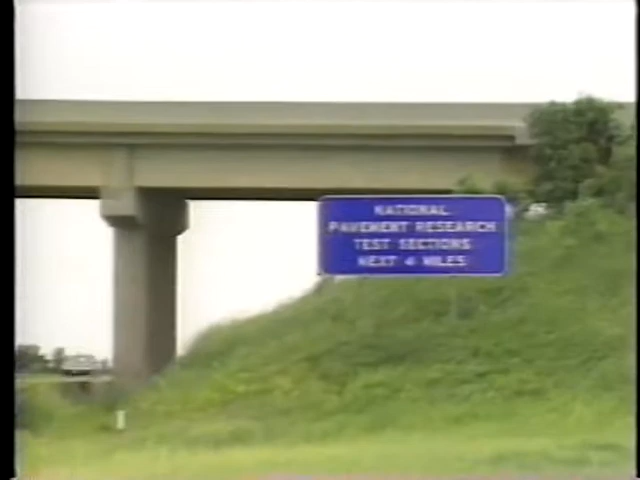 NATIONAL
PAVEMENT RESEARCH
TEST SECTIONS
NEXT 4 MILES